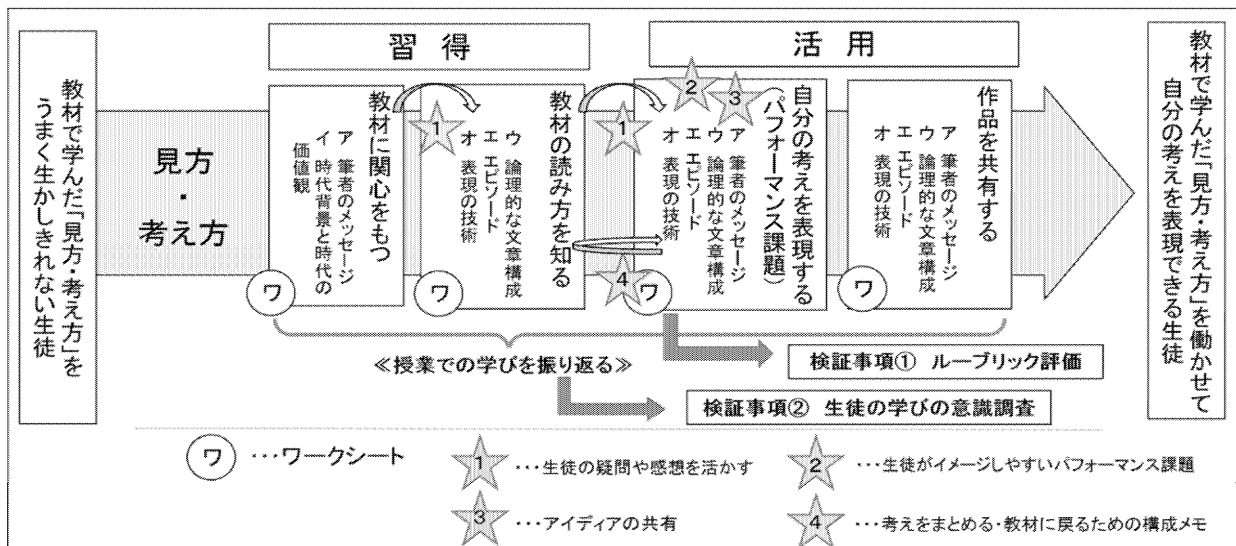 教材で学んだ「見方・考え方」を
うまく生かしきれない生徒
見方
・
考え方
習 得
教材に関心をもつ
ア 筆者のメッセージ
イ 時代背景と時代の
価値観
ワ
1
教材の読み方を知る
ウ 論理的な文章構成
エ エピソード
オ 表現の技術
ワ
1
4
活 用
2
3
自分の考えを表現する
(パフォーマンス課題)
ア 筆者のメッセージ
ウ 論理的な文章構成
エ エピソード
オ 表現の技術
ワ
作品を共有する
ア 筆者のメッセージ
ウ 論理的な文章構成
エ エピソード
オ 表現の技術
ワ
教材で学んだ「見方・考え方」を働かせて
自分の考えを表現できる生徒
≪授業での学びを振り返る≫
検証事項① ルーブリック評価
検証事項② 生徒の学びの意識調査
ワ …ワークシート
1 …生徒の疑問や感想を活かす
2 …生徒がイメージしやすいパフォーマンス課題
3 …アイディアの共有
4 …考えをまとめる・教材に戻るための構成メモ